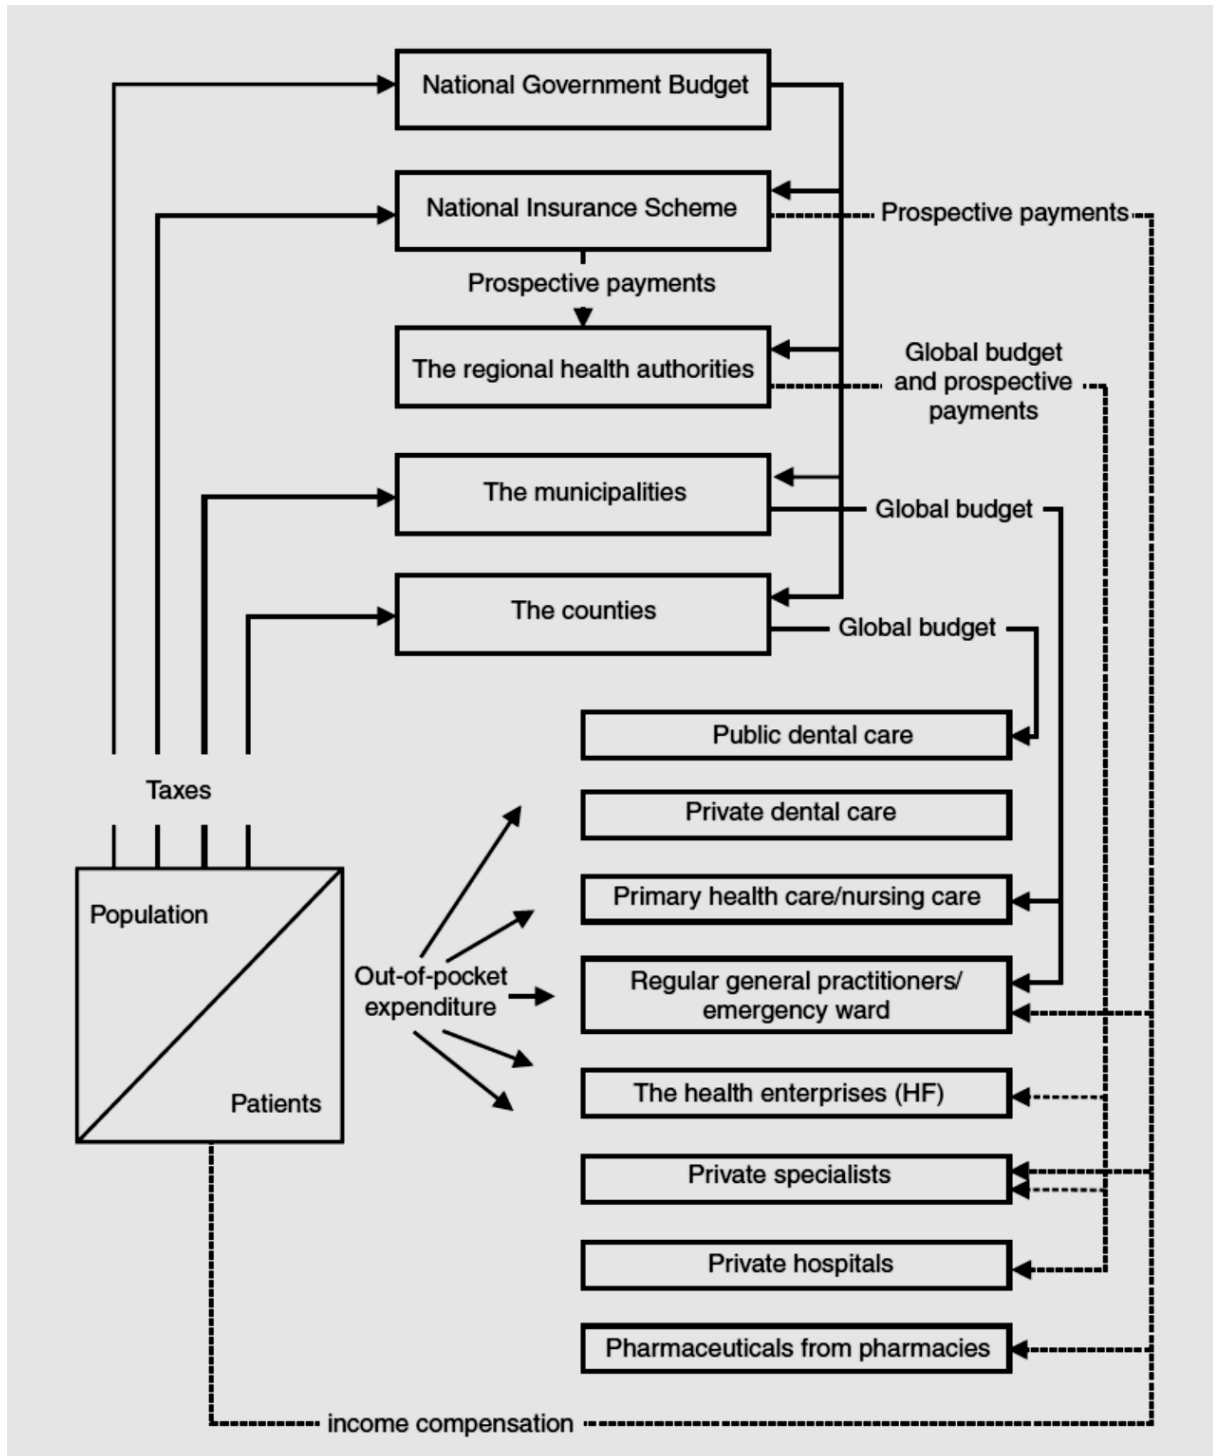 National Government Budget
National Insurance Scheme
Prospective payments
Prospective payments
The regional health authorities
Global budget
and prospective
payments
The municipalities
Global budget
The counties
Global budget
Public dental care
Taxes
Private dental care
Population
Primary health care/nursing care
Out-of-pocket
expenditure
Regular general practitioners/
emergency ward
The health enterprises (HF)
Patients
Private specialists
Private hospitals
Pharmaceuticals from pharmacies
income compensation